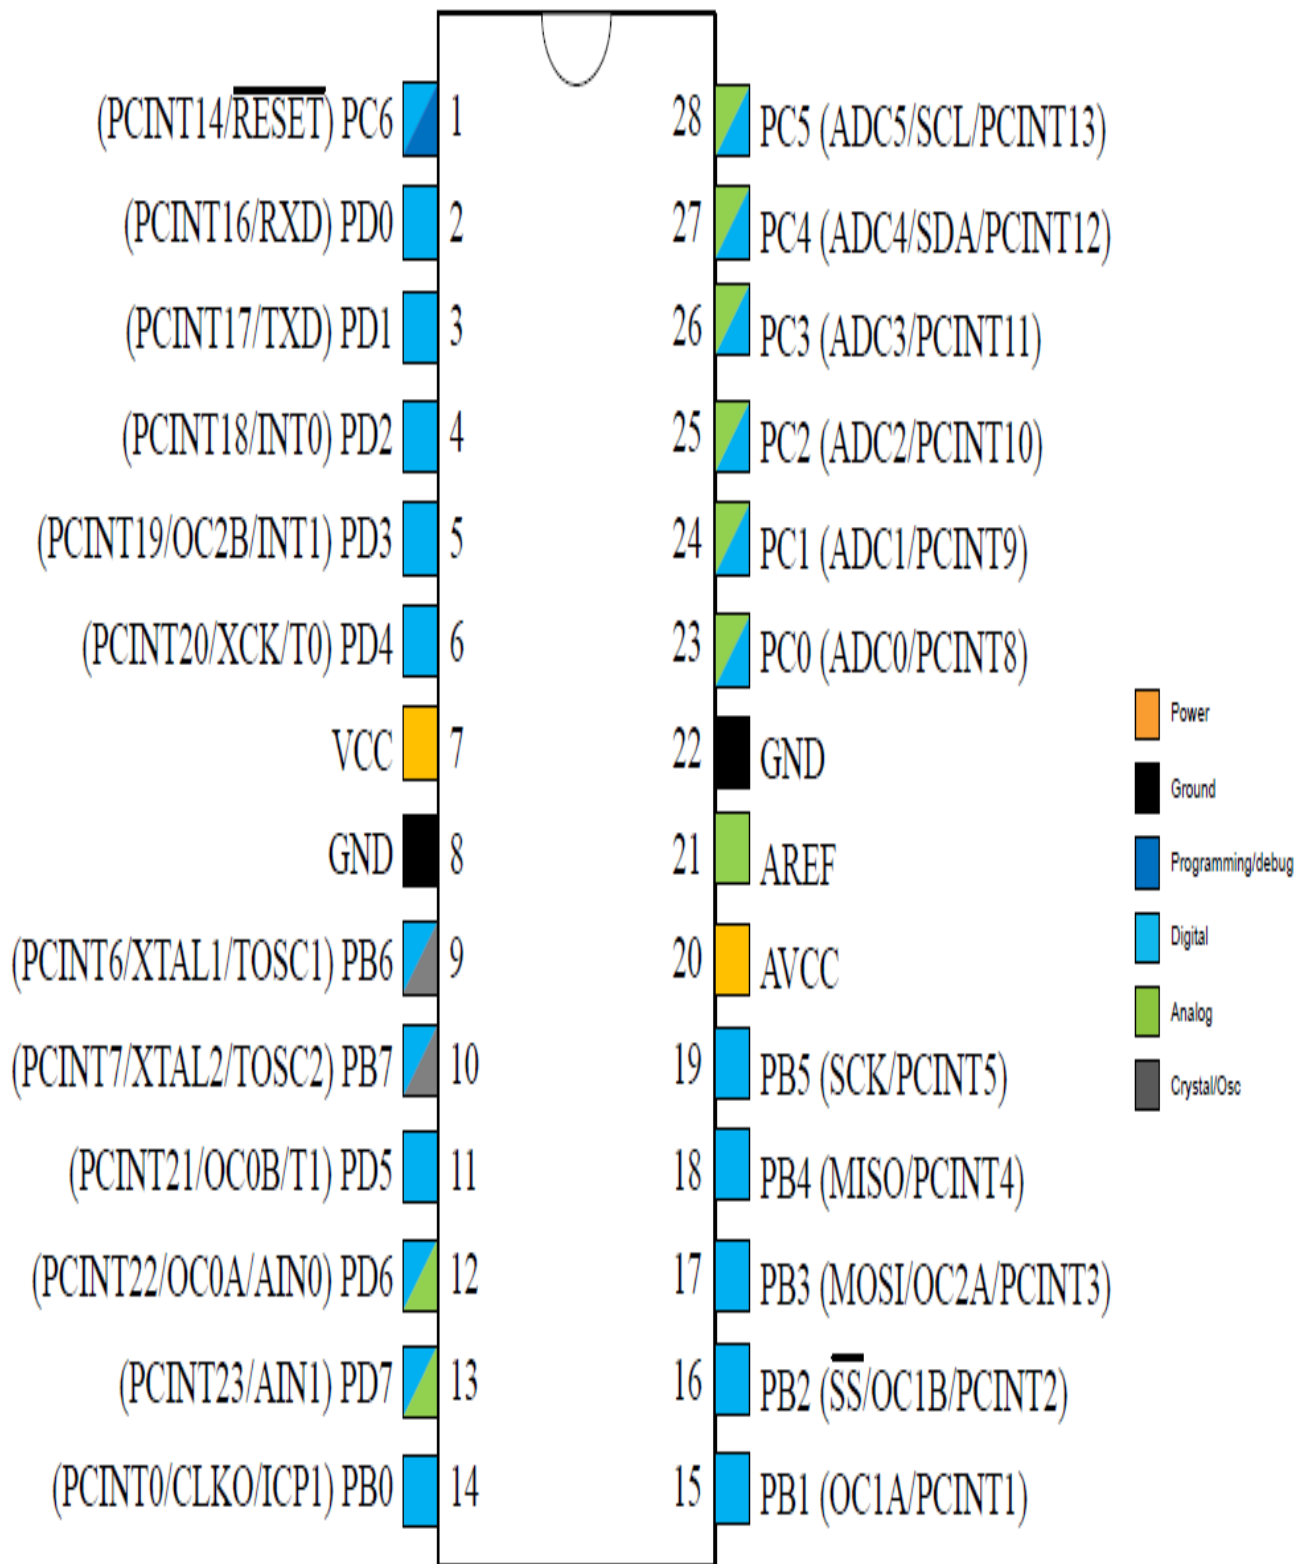 (PCINT14/RESET) PC6 1 28 PC5 (ADC5/SCL/PCINT13)
(PCINT16/RXD) PD0 2 27 PC4 (ADC4/SDA/PCINT12)
(PCINT17/TXD) PD1 3 26 PC3 (ADC3/PCINT11)
(PCINT18/INT0) PD2 4 25 PC2 (ADC2/PCINT10)
(PCINT19/OC2B/INT1) PD3 5 24 PC1 (ADC1/PCINT9)
(PCINT20/XCK/T0) PD4 6 23 PC0 (ADC0/PCINT8)
VCC 7 22 GND
GND 8 21 AREF
(PCINT6/XTAL1/TOSC1) PB6 9 20 AVCC
(PCINT7/XTAL2/TOSC2) PB7 10 19 PB5 (SCK/PCINT5)
(PCINT21/OC0B/T1) PD5 11 18 PB4 (MISO/PCINT4)
(PCINT22/OC0A/AIN0) PD6 12 17 PB3 (MOSI/OC2A/PCINT3)
(PCINT23/AIN1) PD7 13 16 PB2 (SS/OC1B/PCINT2)
(PCINT0/CLKO/ICP1) PB0 14 15 PB1 (OC1A/PCINT1)
Power
Ground
Programming/debug
Digital
Analog
Crystal/Osc